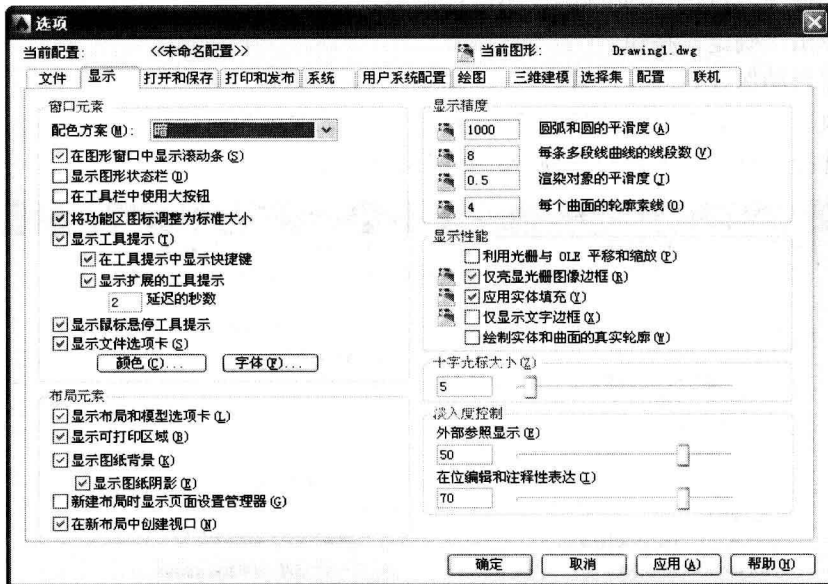 选项
当前配置: <<未命名配置>> 当前图形: Drawing1.dwg
文件 显示 打开和保存 打印和发布 系统 用户系统配置 绘图 三维建模 选择集 配置 联机
窗口元素
配色方案(M): 暗
在图形窗口中显示滚动条(S)
显示图形状态栏(D)
在工具栏中使用大按钮
将功能区图标调整为标准大小
显示工具提示(T)
在工具提示中显示快捷键
显示扩展的工具提示
2 延迟的秒数
显示鼠标悬停工具提示
显示文件选项卡(S)
颜色(C)... 字体(F)...
布局元素
显示布局和模型选项卡(L)
显示可打印区域(B)
显示图纸背景(K)
显示图纸阴影(E)
新建布局时显示页面设置管理器(G)
在新布局中创建视口(N)
显示精度
1000 圆弧和圆的平滑度(A)
8 每条多段线曲线的线段数(V)
0.5 渲染对象的平滑度(J)
4 每个曲面的轮廓素线(O)
显示性能
利用光栅与 OLE 平移和缩放(P)
仅亮显光栅图像边框(R)
应用实体填充(Y)
仅显示文字边框(X)
绘制实体和曲面的真实轮廓(W)
十字光标大小(Z)
5
淡入度控制
外部参照显示(E)
50
在位编辑和注释性表达(I)
70
确定 取消 应用(A) 帮助(H)